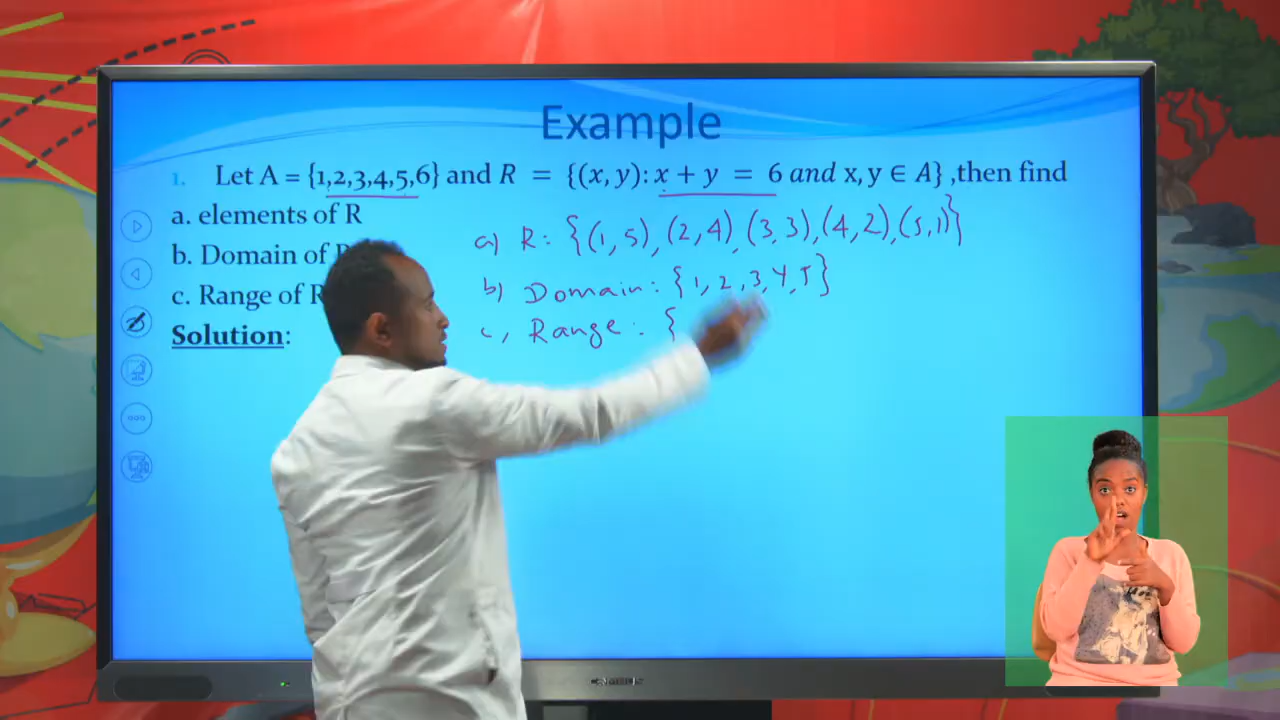 Example
1. Let A = {1,2,3,4,5,6} and R = {(x, y): x + y = 6 and x, y ∈ A} ,then find
a. elements of R
b. Domain of R
c. Range of R
Solution:
a) R: {(1, 5), (2, 4), (3, 3), (4, 2), (5, 1)}
b) Domain: {1, 2, 3, 4, 5}
c, Range: {